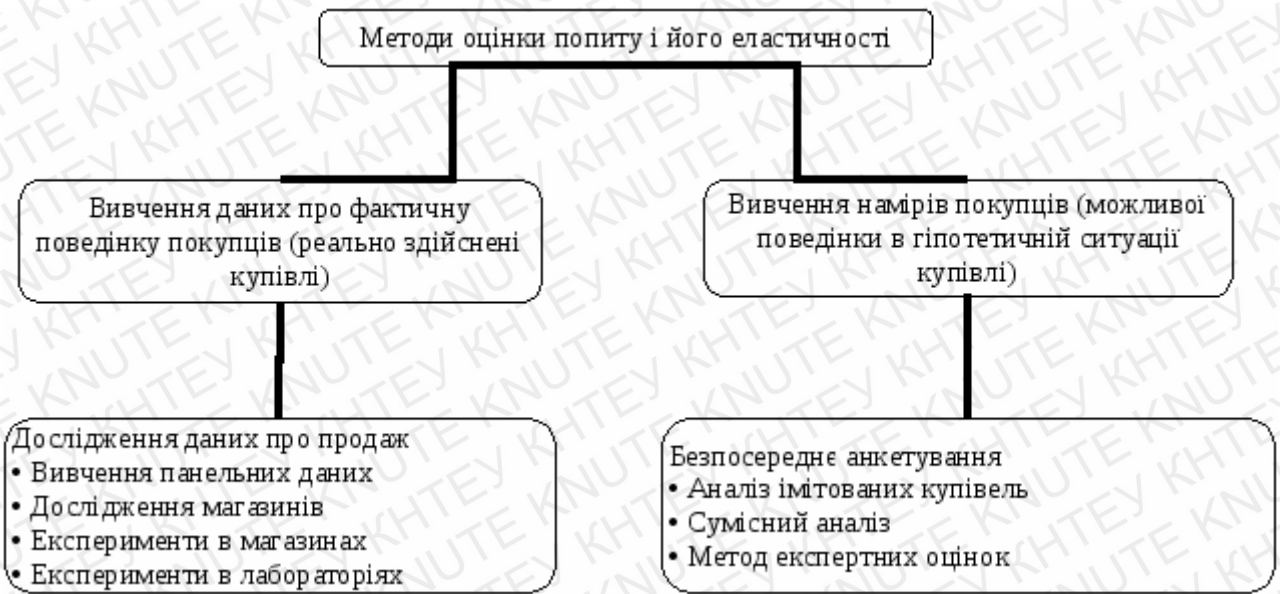 Методи оцінки попиту і його еластичності
Вивчення даних про фактичну
поведінку покупців (реально здійснені
купівлі)
Вивчення намірів покупців (можливої
поведінки в гіпотетичній ситуації
купівлі)
Дослідження даних про продаж
• Вивчення панельних даних
• Дослідження магазинів
• Експерименти в магазинах
• Експерименти в лабораторіях
Безпосереднє анкетування
• Аналіз імітованих купівель
• Сумісний аналіз
• Метод експертних оцінок